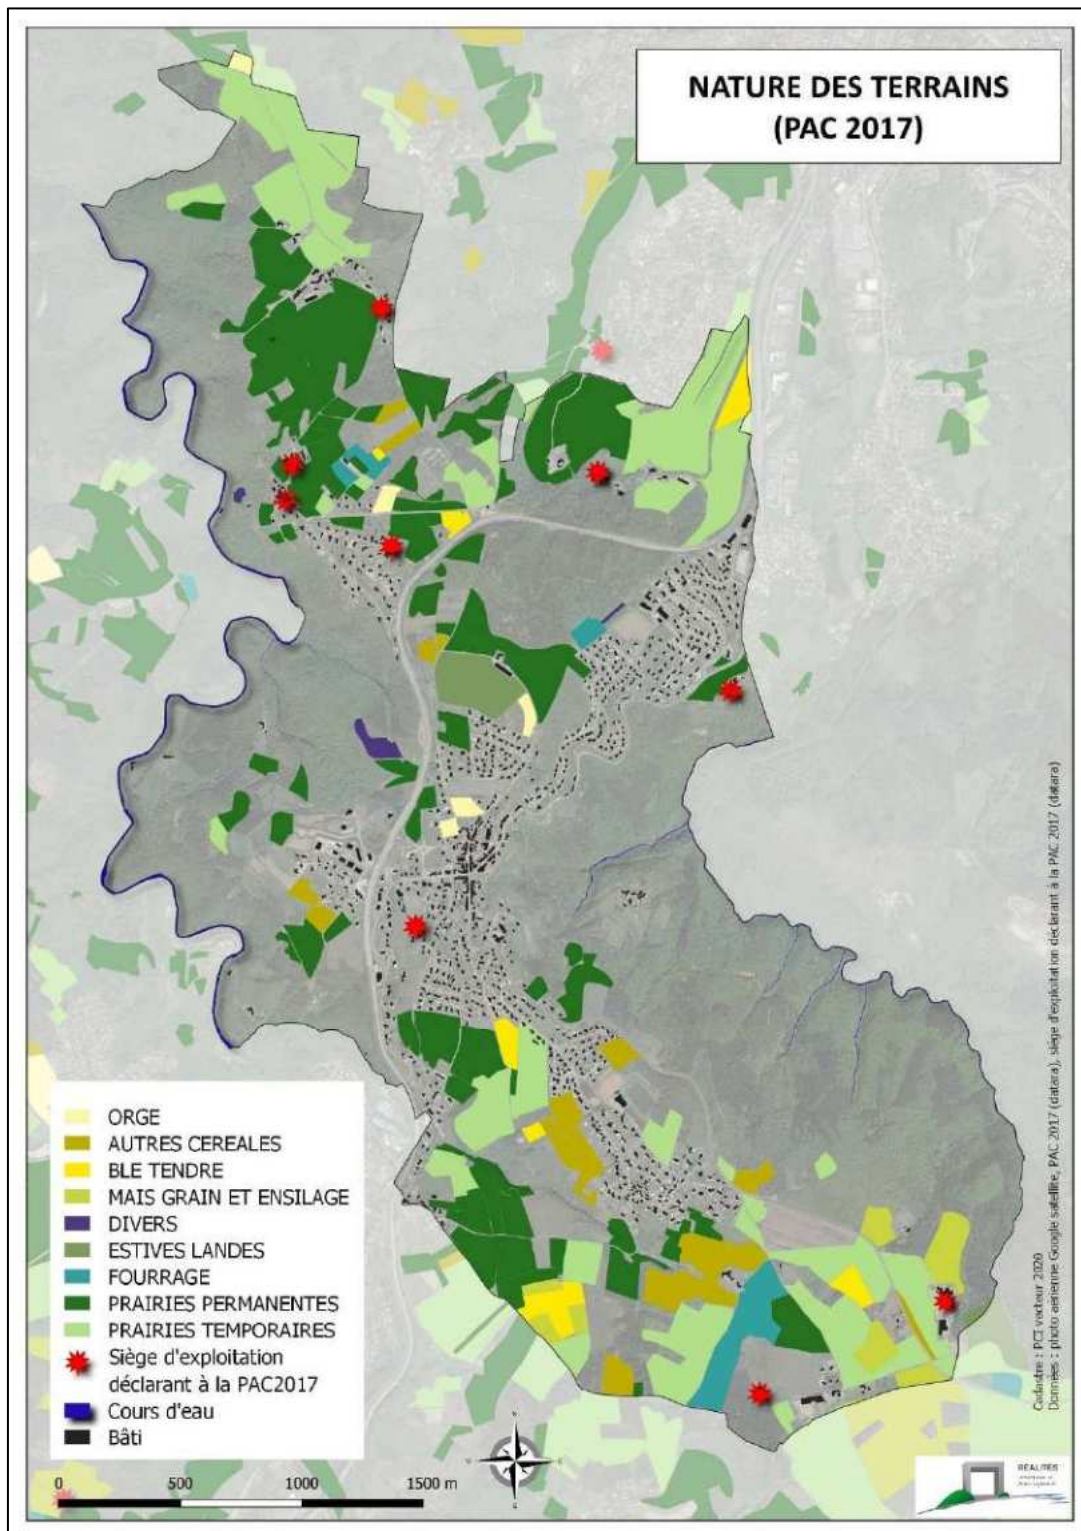 NATURE DES TERRAINS
(PAC 2017)
ORGE
AUTRES CEREALES
BLE TENDRE
MAIS GRAIN ET ENSILAGE
DIVERS
ESTIVES LANDES
FOURRAGE
PRAIRIES PERMANENTES
PRAIRIES TEMPORAIRES
Siège d'exploitation
déclarant à la PAC2017
Cours d'eau
Bâti
0 500 1000 1500 m
Cadastre : PCI vecteur 2020
Données : photo aérienne Google satellite, PAC 2017 (datara), siège d'exploitation déclarant à la PAC 2017 (datara)
RÉALITÉS